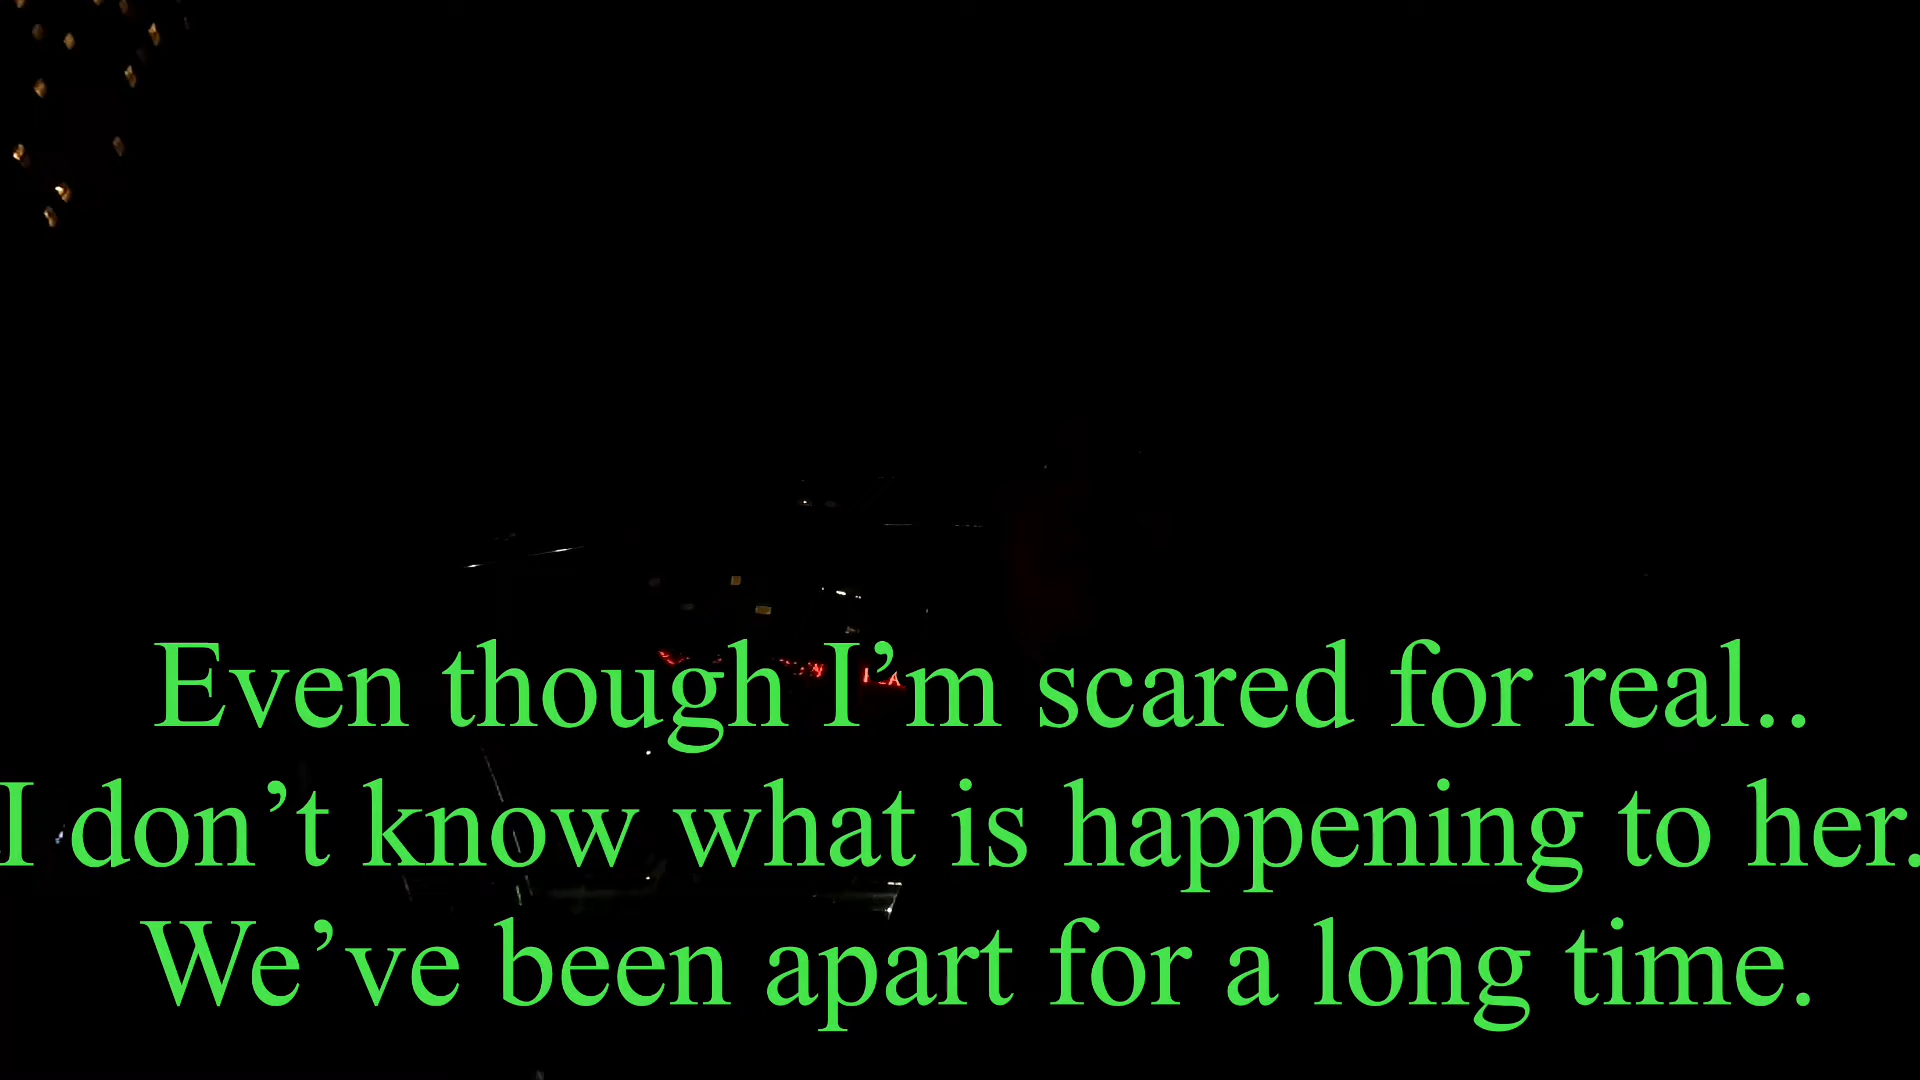 Even though I’m scared for real..
I don’t know what is happening to her.
We’ve been apart for a long time.